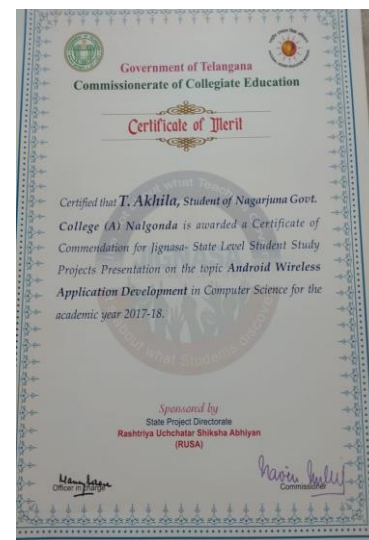 Government of Telangana
Commissionerate of Collegiate Education
Certificate of Merit
Certified that T. Akhila, Student of Nagarjuna Govt.
College (A) Nalgonda is awarded a Certificate of
Commendation for Jignasa- State Level Student Study
Projects Presentation on the topic Android Wireless
Application Development in Computer Science for the
academic year 2017-18.
Sponsored by
State Project Directorate
Rashtriya Uchchatar Shiksha Abhiyan
(RUSA)
Officer in charge
Commissioner